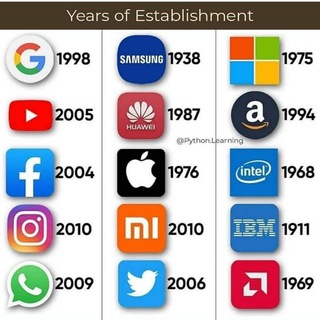 Years of Establishment
1998
SAMSUNG
1938
1975
2005
HUAWEI
1987
a
1994
@Python.Learning
f
2004
1976
intel
1968
2010
mi
2010
IBM
1911
2009
2006
1969